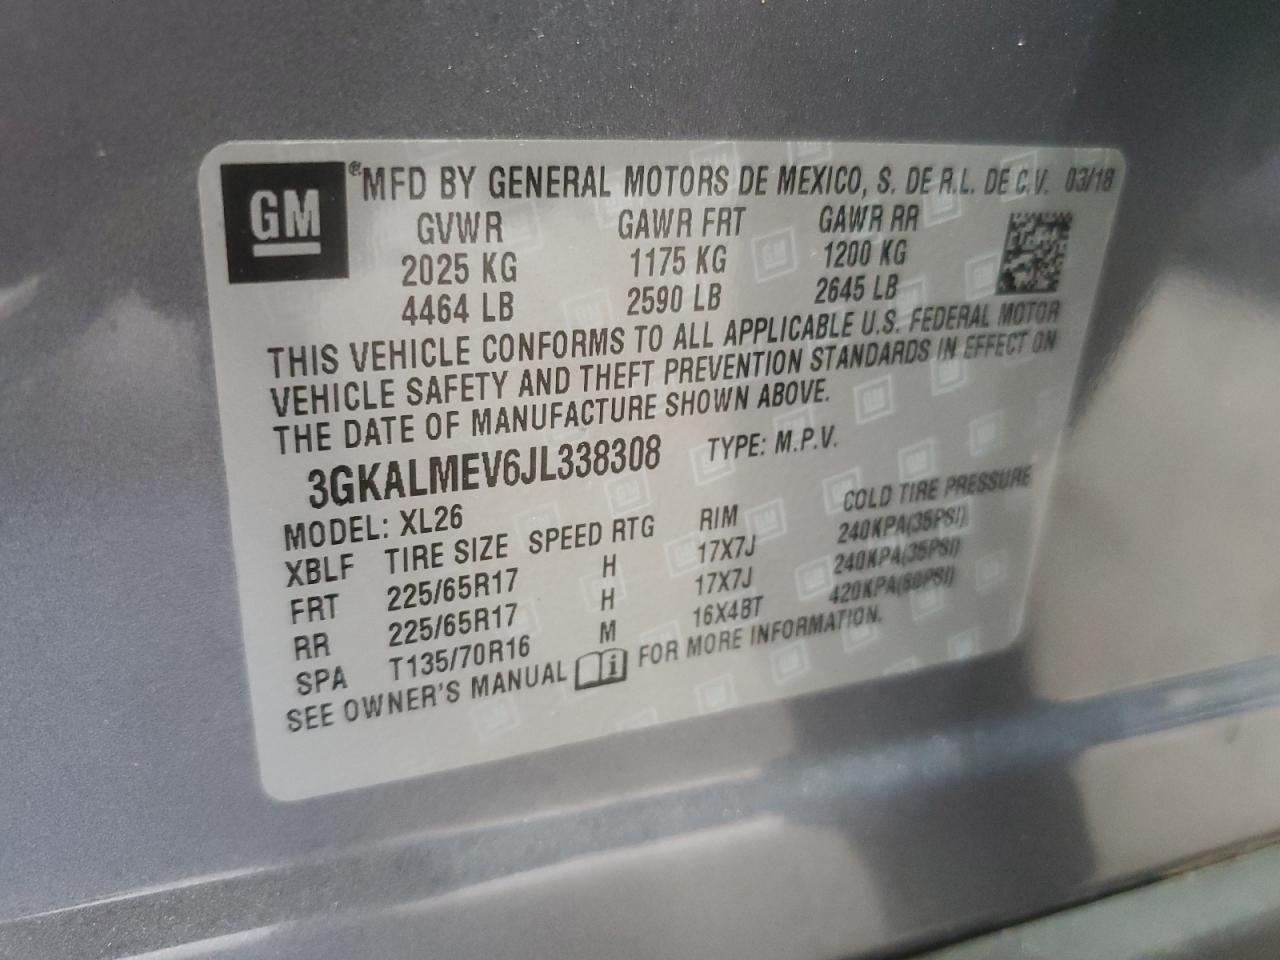 GM
®MFD BY GENERAL MOTORS DE MEXICO, S. DE R.L. DE C.V. 03/18
GVWR GAWR FRT GAWR RR
2025 KG 1175 KG 1200 KG
4464 LB 2590 LB 2645 LB
THIS VEHICLE CONFORMS TO ALL APPLICABLE U.S. FEDERAL MOTOR
VEHICLE SAFETY AND THEFT PREVENTION STANDARDS IN EFFECT ON
THE DATE OF MANUFACTURE SHOWN ABOVE.
3GKALMEV6JL338308 TYPE: M.P.V.
MODEL: XL26
XBLF TIRE SIZE SPEED RTG RIM COLD TIRE PRESSURE
FRT 225/65R17 H 17X7J 240KPA(35PSI)
RR 225/65R17 H 17X7J 240KPA(35PSI)
SPA T135/70R16 M 16X4BT 420KPA(60PSI)
SEE OWNER'S MANUAL i FOR MORE INFORMATION.